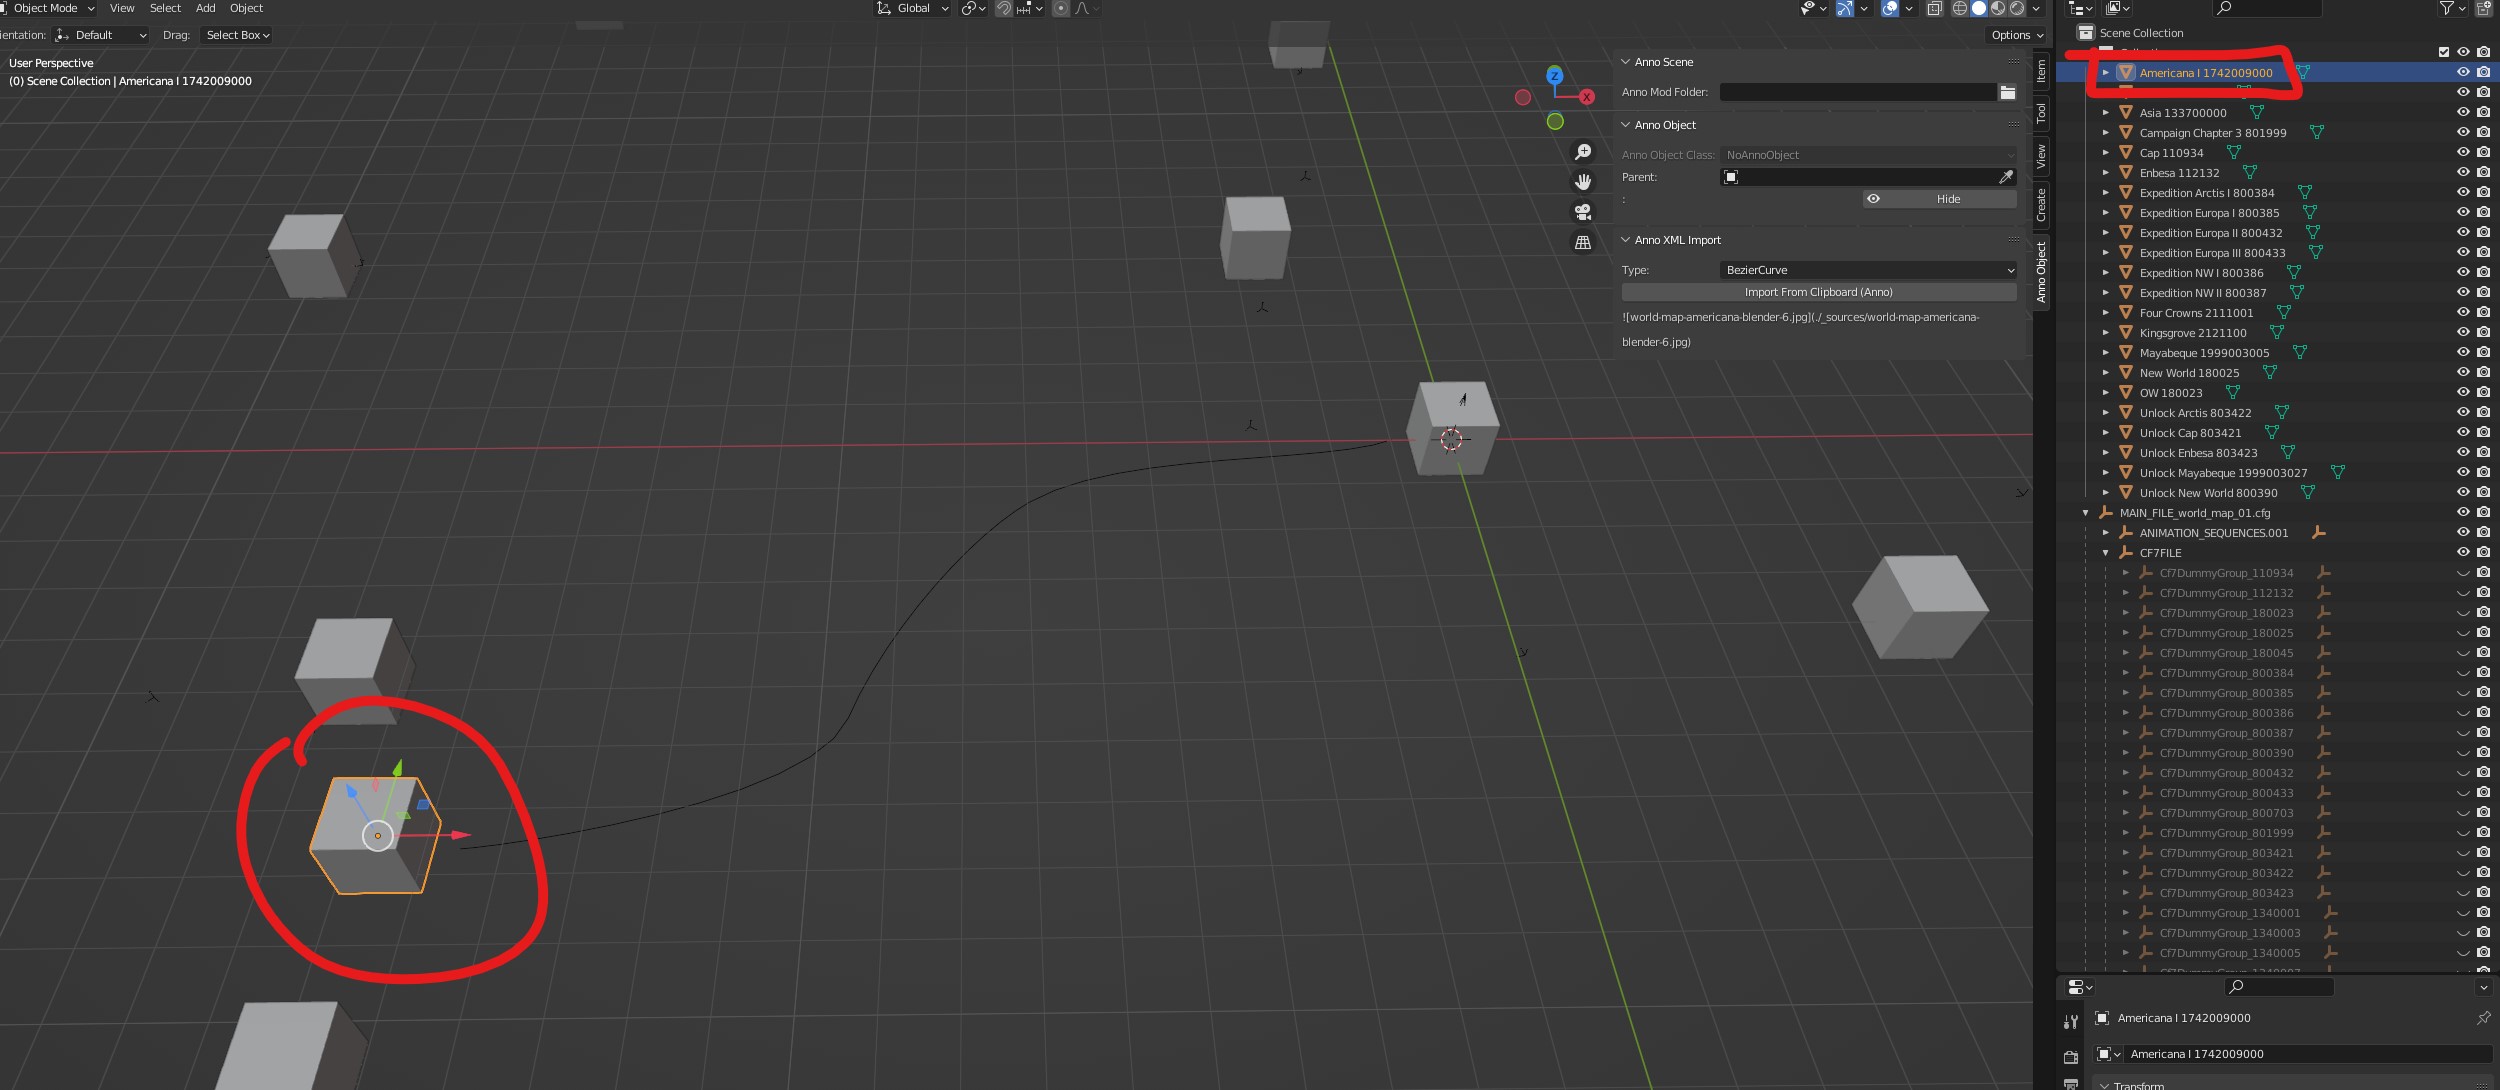 Object Mode View Select Add Object Global
ientation: Default Drag: Select Box Options
User Perspective
(0) Scene Collection | Americana I 1742009000
Anno Scene
Anno Mod Folder:
Anno Object
Anno Object Class: NoAnnoObject
Parent:
: Hide
Anno XML Import
Type: BezierCurve
Import From Clipboard (Anno)
![world-map-americana-blender-6.jpg](./_sources/world-map-americana-
blender-6.jpg)
Item
Tool
View
Create
Anno Object
Z
X
Scene Collection
Americana I 1742009000
Asia 133700000
Campaign Chapter 3 801999
Cap 110934
Enbesa 112132
Expedition Arctis I 800384
Expedition Europa I 800385
Expedition Europa II 800432
Expedition Europa III 800433
Expedition NW I 800386
Expedition NW II 800387
Four Crowns 2111001
Kingsgrove 2121100
Mayabeque 1999003005
New World 180025
OW 180023
Unlock Arctis 803422
Unlock Cap 803421
Unlock Enbesa 803423
Unlock Mayabeque 1999003027
Unlock New World 800390
MAIN_FILE_world_map_01.cfg
ANIMATION_SEQUENCES.001
CF7FILE
Cf7DummyGroup_110934
Cf7DummyGroup_112132
Cf7DummyGroup_180023
Cf7DummyGroup_180025
Cf7DummyGroup_180045
Cf7DummyGroup_800384
Cf7DummyGroup_800385
Cf7DummyGroup_800386
Cf7DummyGroup_800387
Cf7DummyGroup_800390
Cf7DummyGroup_800432
Cf7DummyGroup_800433
Cf7DummyGroup_800703
Cf7DummyGroup_801999
Cf7DummyGroup_803421
Cf7DummyGroup_803422
Cf7DummyGroup_803423
Cf7DummyGroup_1340001
Cf7DummyGroup_1340003
Cf7DummyGroup_1340005
Americana I 1742009000
Americana I 1742009000
Transform